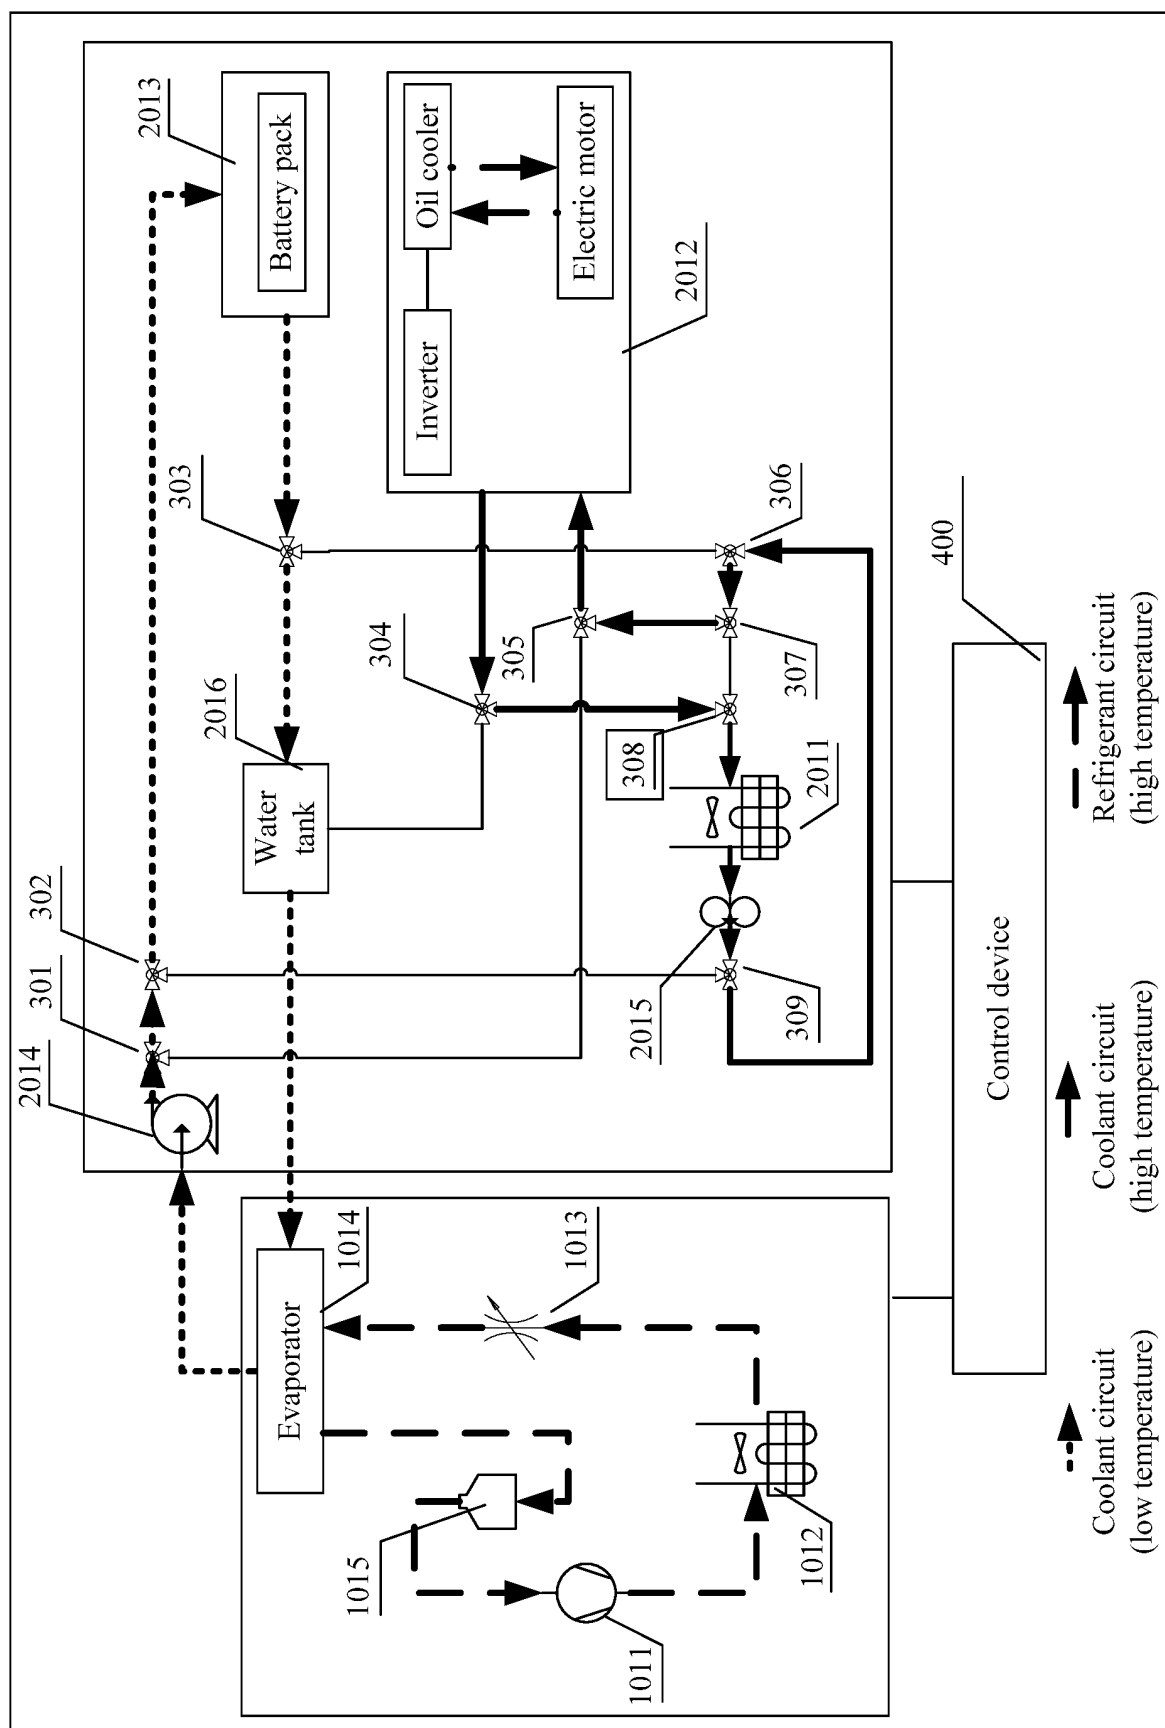 2013
Battery pack
Oil cooler
Electric motor
Inverter
2012
303
306
304
305
307
2016
308
Water
tank
2011
302
301
2014
2015
309
400
Control device
Evaporator
1014
1013
1015
1011
1012
Coolant circuit
(low temperature)
Coolant circuit
(high temperature)
Refrigerant circuit
(high temperature)